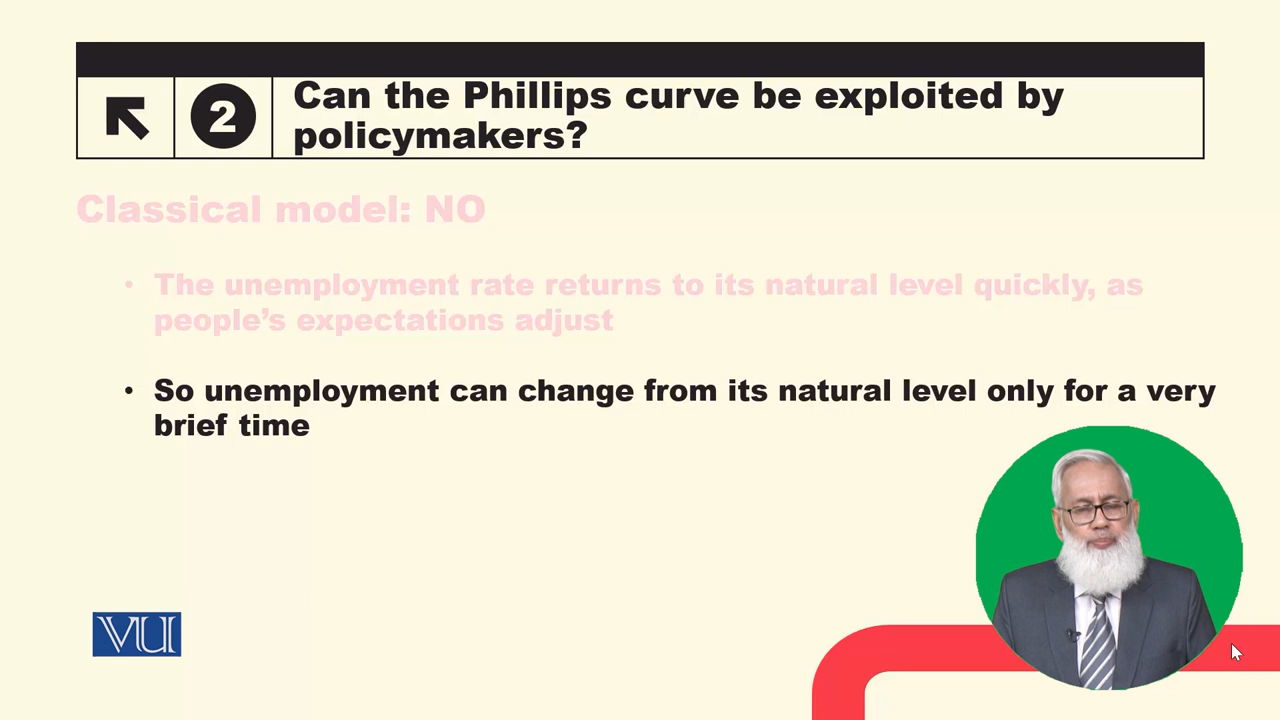 2
Can the Phillips curve be exploited by
policymakers?
Classical model: NO
• The unemployment rate returns to its natural level quickly, as
people’s expectations adjust
• So unemployment can change from its natural level only for a very
brief time
VU